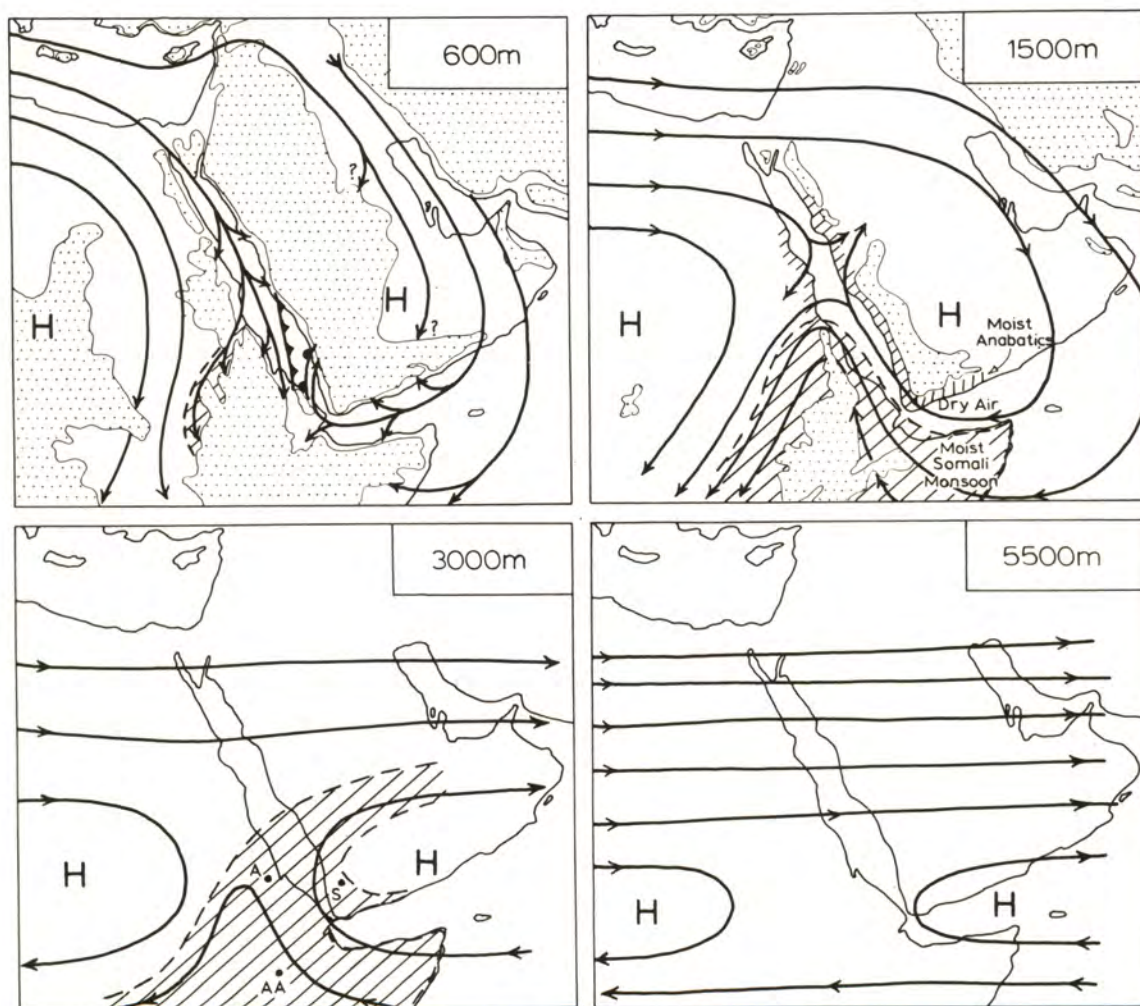 600m
?
H
H
?
1500m
H
H
Moist
Anabatics
Dry Air
Moist
Somali
Monsoon
3000m
H
H
A
S
AA
5500m
H
H